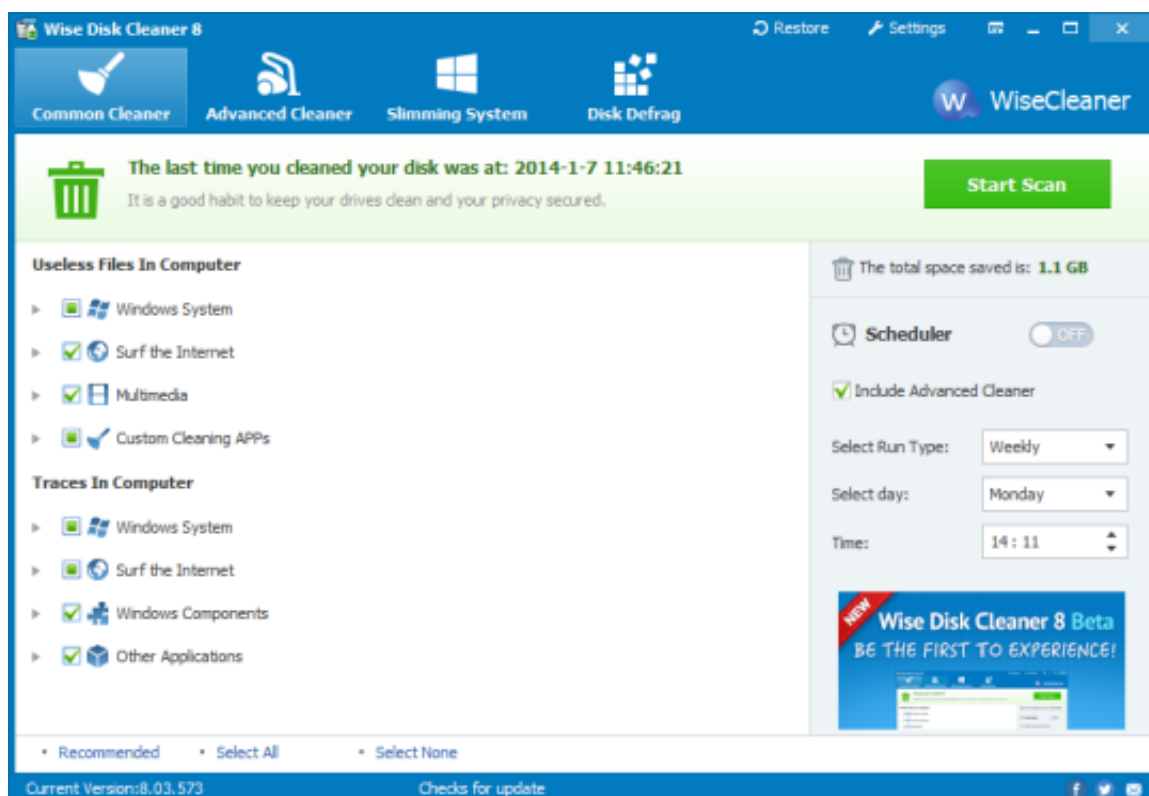 Wise Disk Cleaner 8
Restore
Settings
Common Cleaner
Advanced Cleaner
Slimming System
Disk Defrag
W
WiseCleaner
The last time you cleaned your disk was at: 2014-1-7 11:46:21
It is a good habit to keep your drives clean and your privacy secured.
Start Scan
Useless Files In Computer
Windows System
Surf the Internet
Multimedia
Custom Cleaning APPs
Traces In Computer
Windows System
Surf the Internet
Windows Components
Other Applications
The total space saved is: 1.1 GB
Scheduler
OFF
Include Advanced Cleaner
Select Run Type:
Weekly
Select day:
Monday
Time:
14 : 11
NEW
Wise Disk Cleaner 8 Beta
BE THE FIRST TO EXPERIENCE!
Recommended
Select All
Select None
Current Version:8.03.573
Checks for update